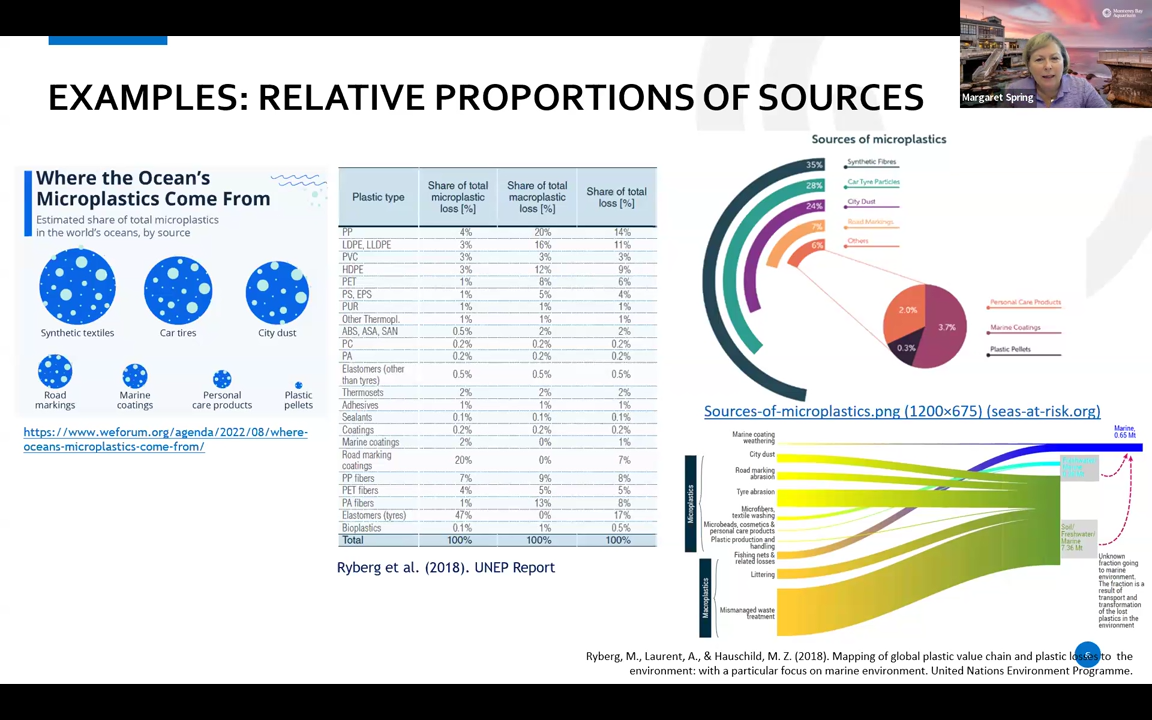 Monterey Bay
Aquarium
Margaret Spring
EXAMPLES: RELATIVE PROPORTIONS OF SOURCES
Where the Ocean's
Microplastics Come From
Estimated share of total microplastics
in the world's oceans, by source
Synthetic textiles Car tires City dust
Road markings Marine coatings Personal care products Plastic pellets
https://www.weforum.org/agenda/2022/08/where-
oceans-microplastics-come-from/
Plastic type Share of total microplastic loss [%] Share of total macroplastic loss [%] Share of total loss [%]
PP 4% 20% 14%
LDPE, LLDPE 3% 16% 11%
PVC 3% 3% 3%
HDPE 3% 12% 9%
PET 1% 8% 6%
PS, EPS 1% 5% 4%
PUR 1% 1% 1%
Other Thermopl. 1% 1% 1%
ABS, ASA, SAN 0.5% 2% 2%
PC 0.2% 0.2% 0.2%
PA 0.2% 0.2% 0.2%
Elastomers (other than tyres) 0.5% 0.5% 0.5%
Thermosets 2% 2% 2%
Adhesives 1% 1% 1%
Sealants 0.1% 0.1% 0.1%
Coatings 0.2% 0.2% 0.2%
Marine coatings 2% 0% 1%
Road marking coatings 20% 0% 7%
PP fibers 7% 9% 8%
PET fibers 4% 5% 5%
PA fibers 1% 13% 8%
Elastomers (tyres) 47% 0% 17%
Bioplastics 0.1% 1% 0.5%
Total 100% 100% 100%
Ryberg et al. (2018). UNEP Report
Sources of microplastics
35% Synthetic Fibres
28% Car Tyre Particles
24% City Dust
7% Road Markings
6% Others
2.0%
3.7%
0.3%
Personal Care Products
Marine Coatings
Plastic Pellets
Sources-of-microplastics.png (1200×675) (seas-at-risk.org)
Microplastics
Marine coating
weathering
City dust
Road marking
abrasion
Tyre abrasion
Microfibers,
textile washing
Microbeads, cosmetics &
personal care products
Plastic production and
handling
Macroplastics
Fishing nets &
related losses
Littering
Mismanaged waste
treatment
Marine,
0.65 Mt
Soil/
Freshwater/
Marine
7.36 Mt
Unknown
fraction going
to marine
environment.
The fraction is a
result of
transport and
transformation
of the lost
plastics in the
environment
Ryberg, M., Laurent, A., & Hauschild, M. Z. (2018). Mapping of global plastic value chain and plastic losses to the
environment: with a particular focus on marine environment. United Nations Environment Programme.